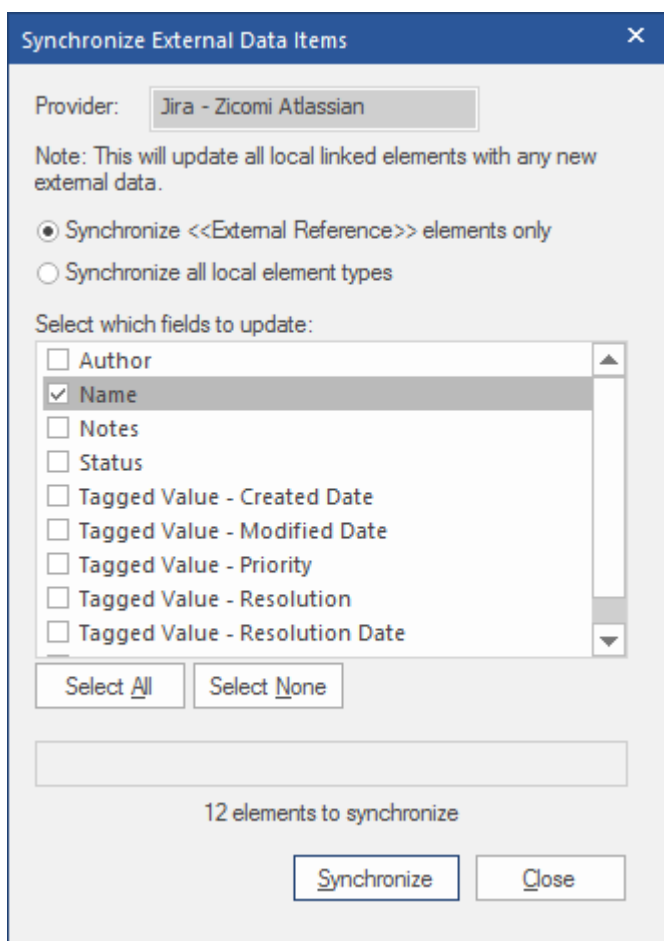 Synchronize External Data Items
Provider: Jira - Zicomi Atlassian
Note: This will update all local linked elements with any new
external data.
Synchronize <<External Reference>> elements only
Synchronize all local element types
Select which fields to update:
Author
Name
Notes
Status
Tagged Value - Created Date
Tagged Value - Modified Date
Tagged Value - Priority
Tagged Value - Resolution
Tagged Value - Resolution Date
Select All Select None
12 elements to synchronize
Synchronize Close